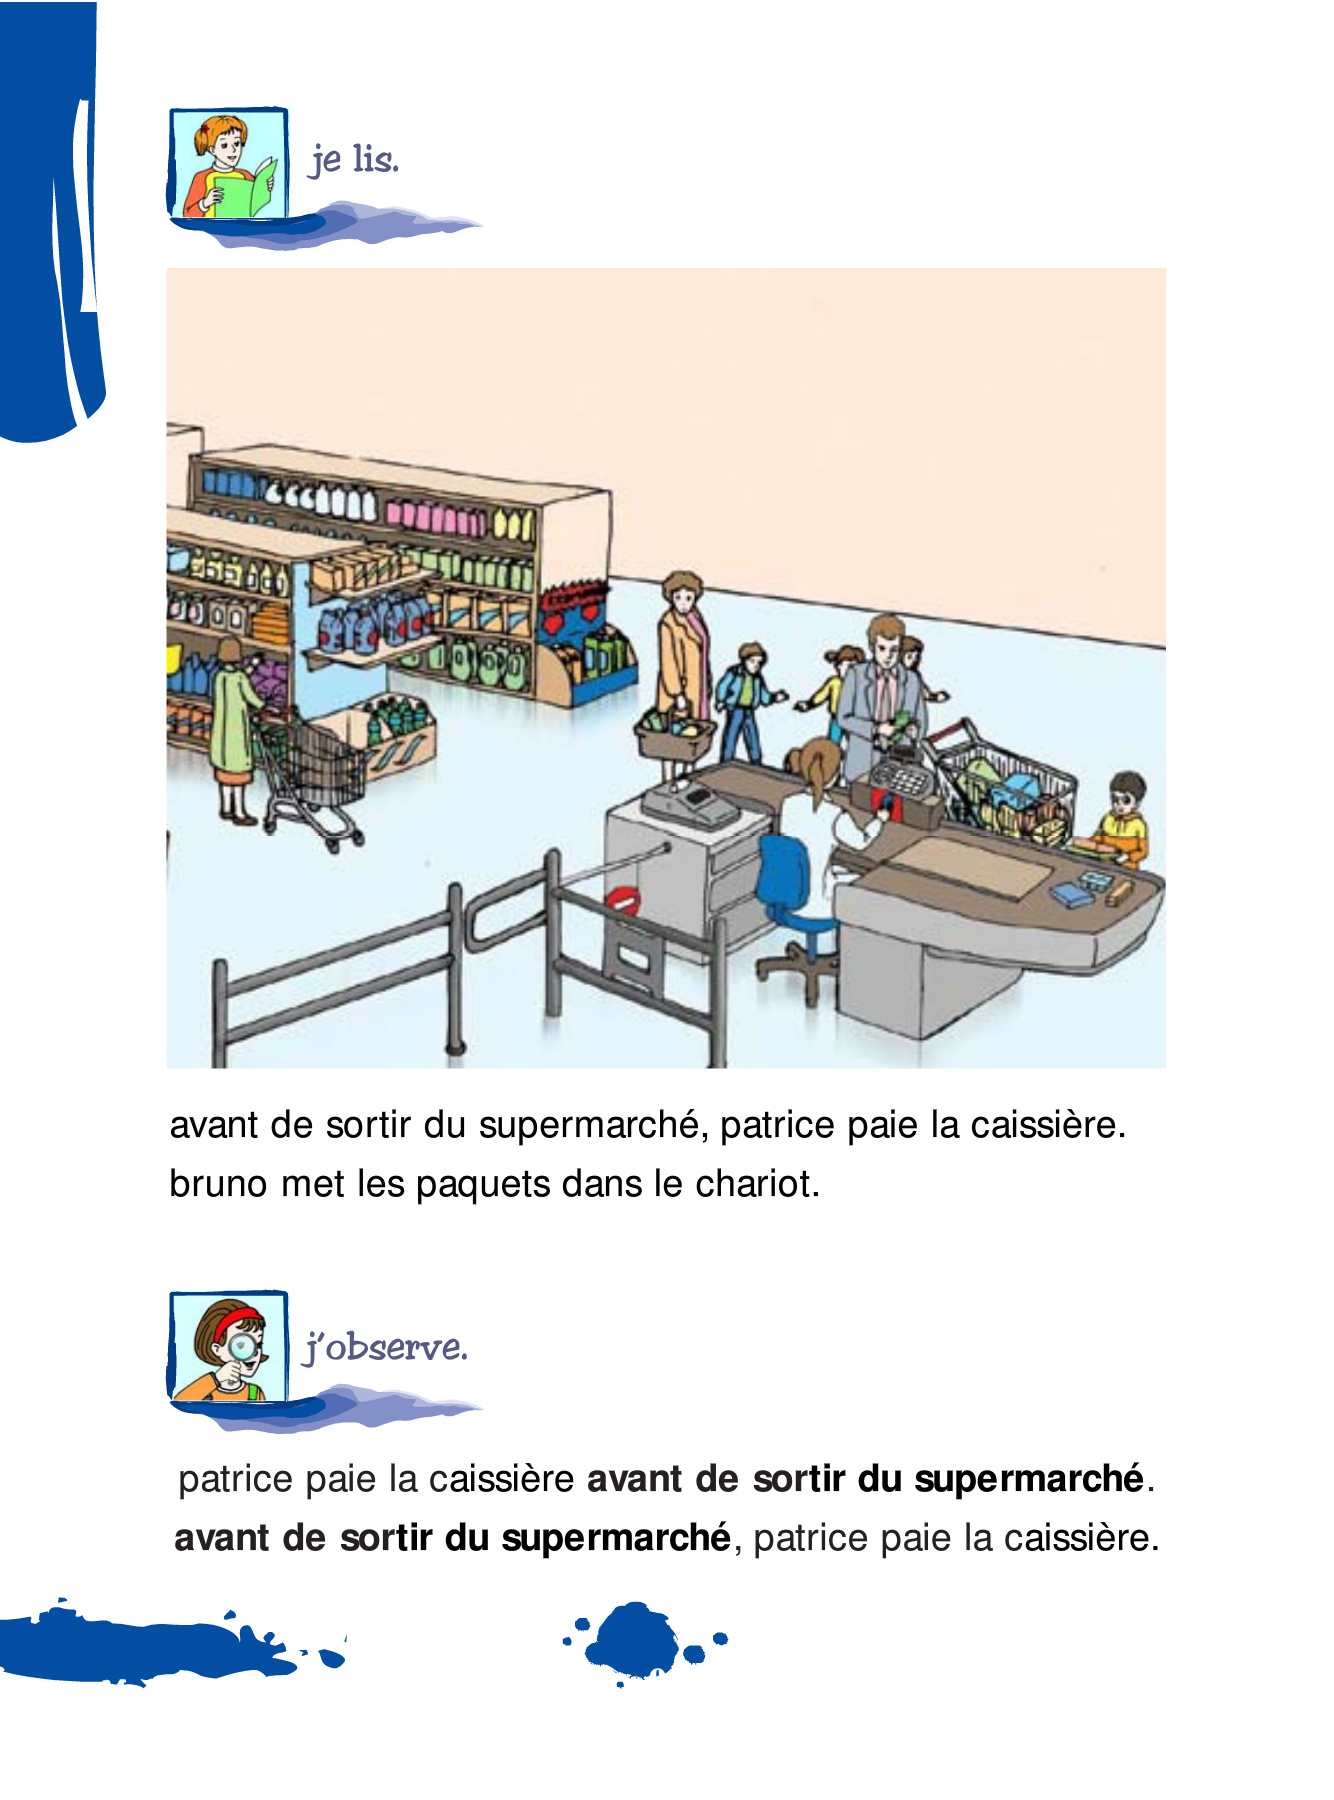 je lis.
avant de sortir du supermarché, patrice paie la caissière.
bruno met les paquets dans le chariot.
j'observe.
patrice paie la caissière avant de sortir du supermarché.
avant de sortir du supermarché, patrice paie la caissière.